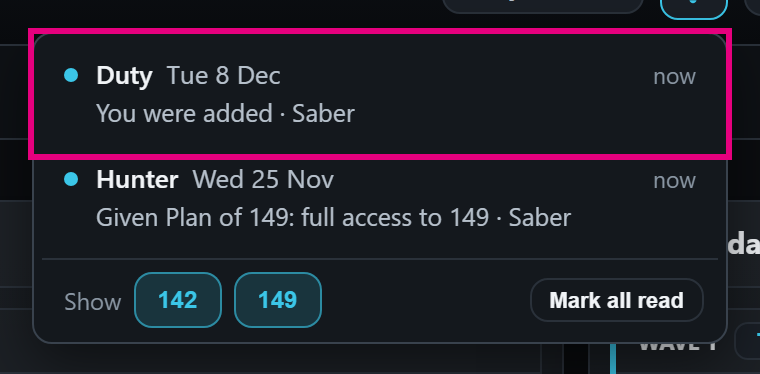 Duty Tue 8 Dec now
You were added · Saber
Hunter Wed 25 Nov now
Given Plan of 149: full access to 149 · Saber
da
Show 142 149 Mark all read